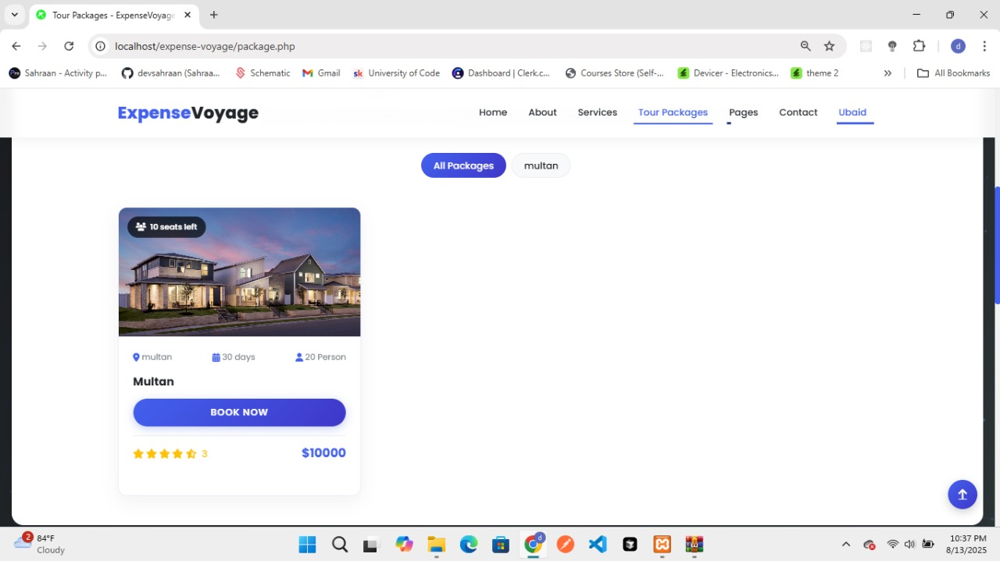 Tour Packages - ExpenseVoyage
localhost/expense-voyage/package.php
d
Pro Sahraan - Activity p... devsahraan (Sahraa... Schematic Gmail sk University of Code Dashboard | Clerk.c... Courses Store (Self-... Devicer - Electronics... theme 2 » All Bookmarks
ExpenseVoyage Home About Services Tour Packages Pages Contact Ubaid
All Packages multan
10 seats left
multan 30 days 20 Person
Multan
BOOK NOW
3 $10000
2 84°F
Cloudy
d
10:37 PM
8/13/2025